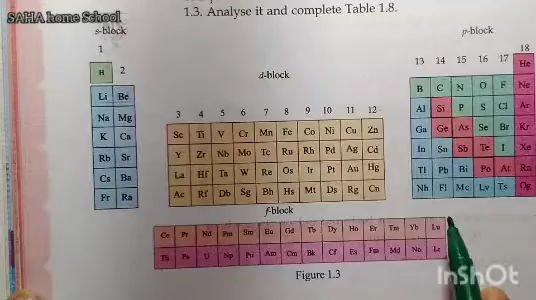 1.3. Analyse it and complete Table 1.8.
SAHA home School
s-block
p-block
1
18
H
2
d-block
13 14 15 16 17
He
Li Be
B C N O F Ne
Na Mg
3 4 5 6 7 8 9 10 11 12
Al Si P S Cl Ar
K Ca
Sc Ti V Cr Mn Fe Co Ni Cu Zn
Ga Ge As Se Br Kr
Rb Sr
Y Zr Nb Mo Tc Ru Rh Pd Ag Cd
In Sn Sb Te I Xe
Cs Ba
La Hf Ta W Re Os Ir Pt Au Hg
Tl Pb Bi Po At Rn
Fr Ra
Ac Rf Db Sg Bh Hs Mt Ds Rg Cn
Nh Fl Mc Lv Ts Og
f-block
Ce Pr Nd Pm Sm Eu Gd Tb Dy Ho Er Tm Yb Lu
Th Pa U Np Pu Am Cm Bk Cf Es Fm Md No Lr
Figure 1.3
InShOt